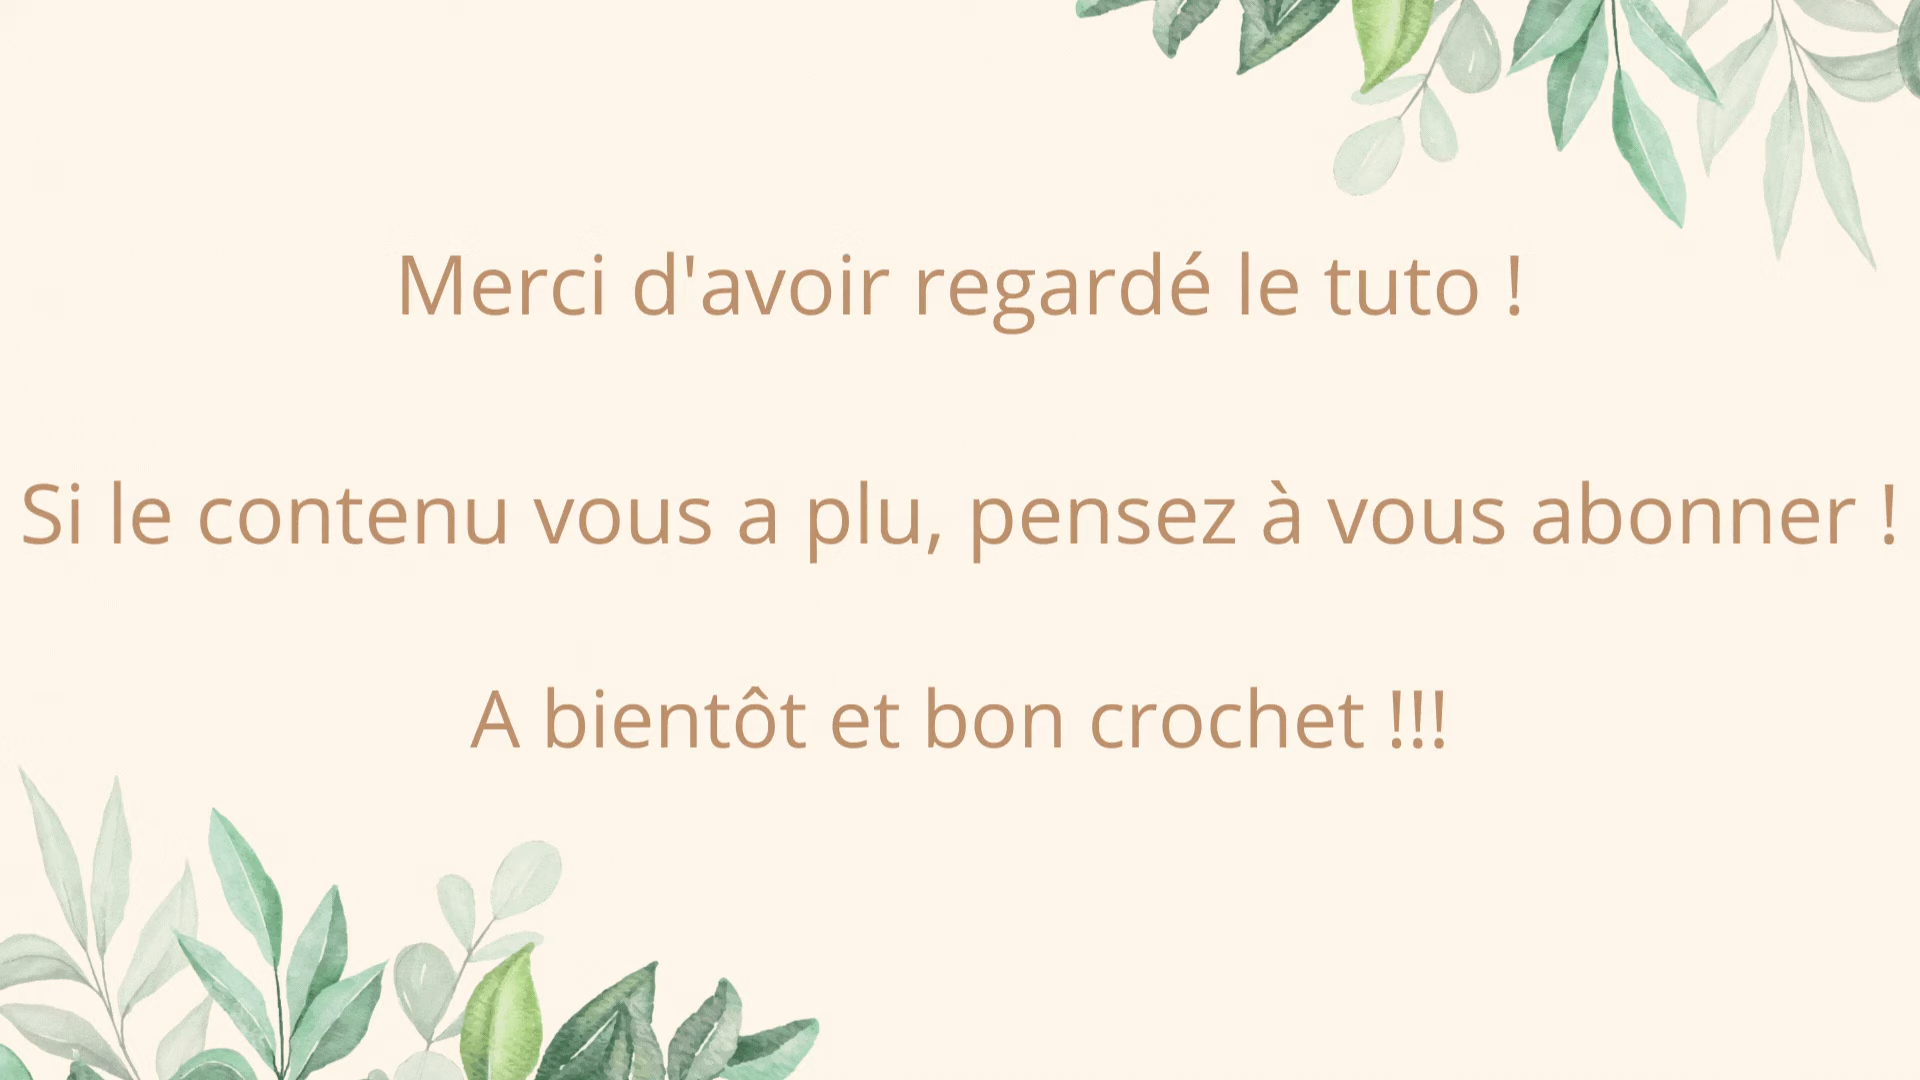 Merci d'avoir regardé le tuto !
Si le contenu vous a plu, pensez à vous abonner !
A bientôt et bon crochet !!!